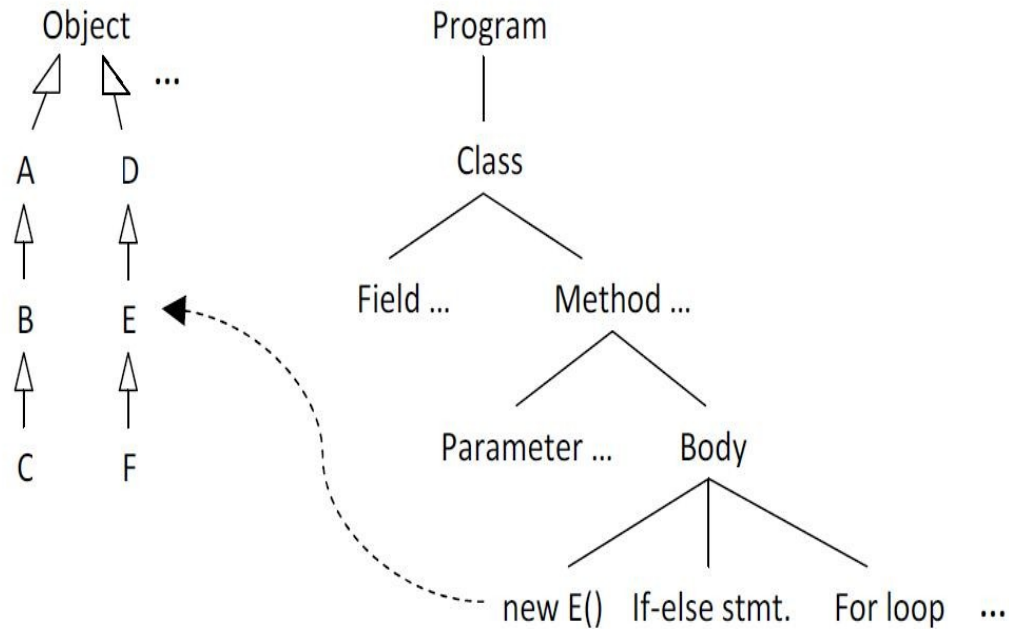 Object
Program
...
A
D
Class
Field ...
Method ...
B
E
Parameter ...
Body
C
F
new E()
If-else stmt.
For loop
...